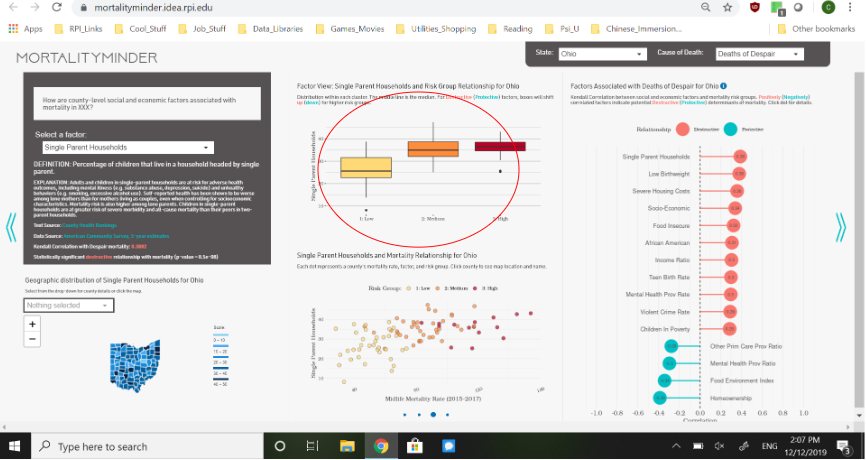 mortalityminder.idea.rpi.edu
Apps RPI_Links Cool_Stuff Job_Stuff Data_Libraries Games_Movies Utilities_Shopping Reading Psi_U Chinese_Immersion... Other bookmarks
MORTALITYMINDER
State: Ohio Cause of Death: Deaths of Despair
How are county-level social and economic factors associated with
mortality in XXX?
Select a factor:
Single Parent Households
DEFINITION: Percentage of children that live in a household headed by single
parent.
EXPLANATION: Adults and children in single-parent households are at risk for adverse health
outcomes, including mental illness (e.g. substance abuse, depression, suicide) and unhealthy
behaviors (e.g. smoking, excessive alcohol use). Self-reported health has been shown to be worse
among lone mothers than for mothers living as couples, even when controlling for socioeconomic
characteristics. Mortality risk is also higher among lone parents. Children in single-parent
households are at greater risk of severe morbidity and all-cause mortality than their peers in two-
parent households.
Text Source: County Health Rankings
Data Source: American Community Survey, 5-year estimates
Kendall Correlation with Despair mortality:
Statistically significant destructive relationship with mortality
Geographic distribution of Single Parent Households for Ohio
Select from the drop-down for county details or click the map.
Nothing selected
+
−
Factor View: Single Parent Households and Risk Group Relationship for Ohio
Distribution within each cluster. The middle line is the median. For Destructive (Protective) factors, boxes will shift
up (down) for higher risk groups.
Single Parent Households
1: Low 2: Medium 3: High
Single Parent Households and Mortality Relationship for Ohio
Each dot represents a county's mortality rate, factor, and risk group. Click county to see map location and name.
Risk Group: 1: Low 2: Medium 3: High
Single Parent Households
Midlife Mortality Rate (2015-2017)
Factors Associated with Deaths of Despair for Ohio
Kendall Correlation between social and economic factors and mortality risk groups. Positively (Negatively)
correlated factors indicate potential Destructive (Protective) determinants of mortality. Click dot for details.
Relationship Destructive Protective
Single Parent Households
Low Birthweight
Severe Housing Costs
Socio-Economic
Food Insecure
African American
Income Ratio
Teen Birth Rate
Mental Health Prov Rate
Violent Crime Rate
Children In Poverty
Other Prim Care Prov Ratio
Mental Health Prov Ratio
Food Environment Index
Homeownership
-1.0 -0.8 -0.6 -0.4 -0.2 0.0 0.2 0.4 0.6 0.8 1.0
Correlation
Type here to search
ENG
2:07 PM
12/12/2019